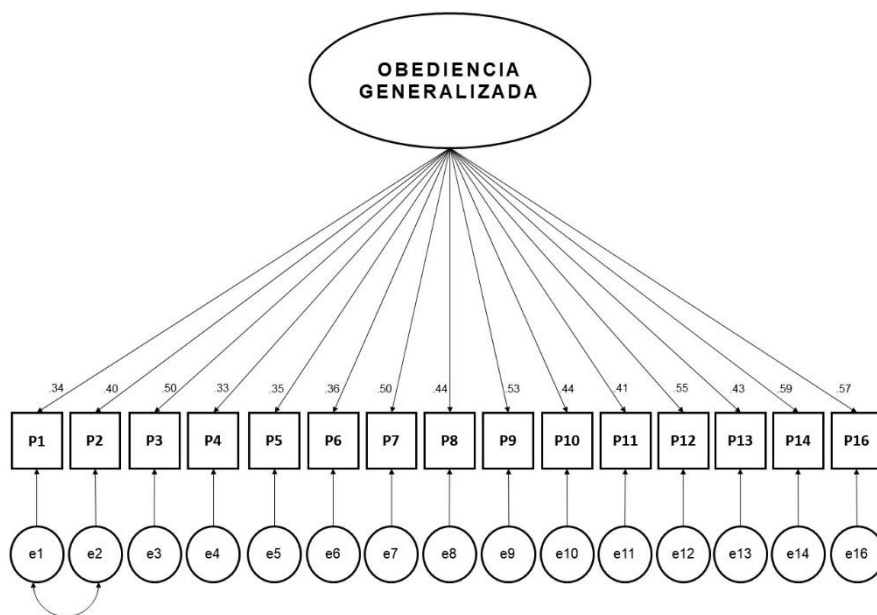 OBEDIENCIA
GENERALIZADA
.34 .40 .50 .33 .35 .36 .50 .44 .53 .44 .41 .55 .43 .59 .57
P1 P2 P3 P4 P5 P6 P7 P8 P9 P10 P11 P12 P13 P14 P16
e1 e2 e3 e4 e5 e6 e7 e8 e9 e10 e11 e12 e13 e14 e16